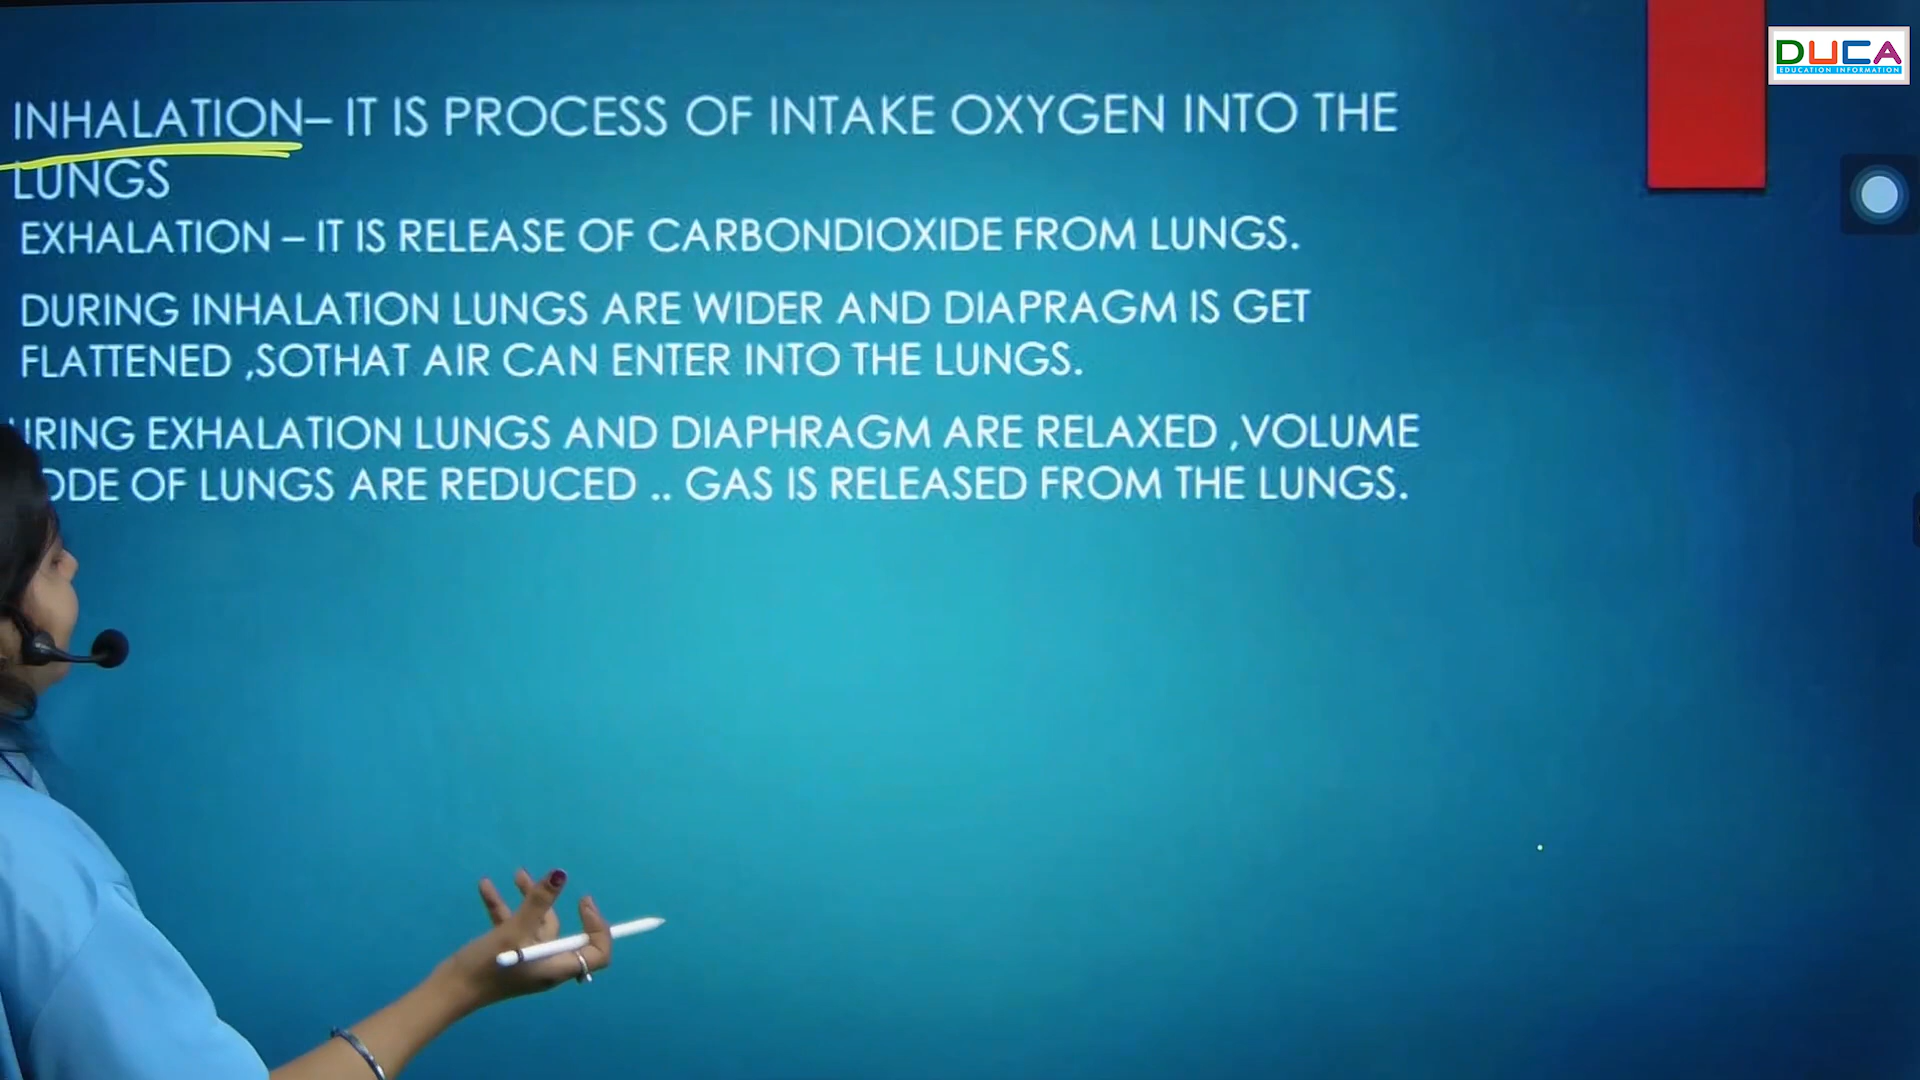 DUCA
EDUCATION INFORMATION
INHALATION– IT IS PROCESS OF INTAKE OXYGEN INTO THE
LUNGS
EXHALATION – IT IS RELEASE OF CARBONDIOXIDE FROM LUNGS.
DURING INHALATION LUNGS ARE WIDER AND DIAPRAGM IS GET
FLATTENED ,SOTHAT AIR CAN ENTER INTO THE LUNGS.
EXHALATION LUNGS AND DIAPHRAGM ARE RELAXED ,VOLUME
OF LUNGS ARE REDUCED .. GAS IS RELEASED FROM THE LUNGS.